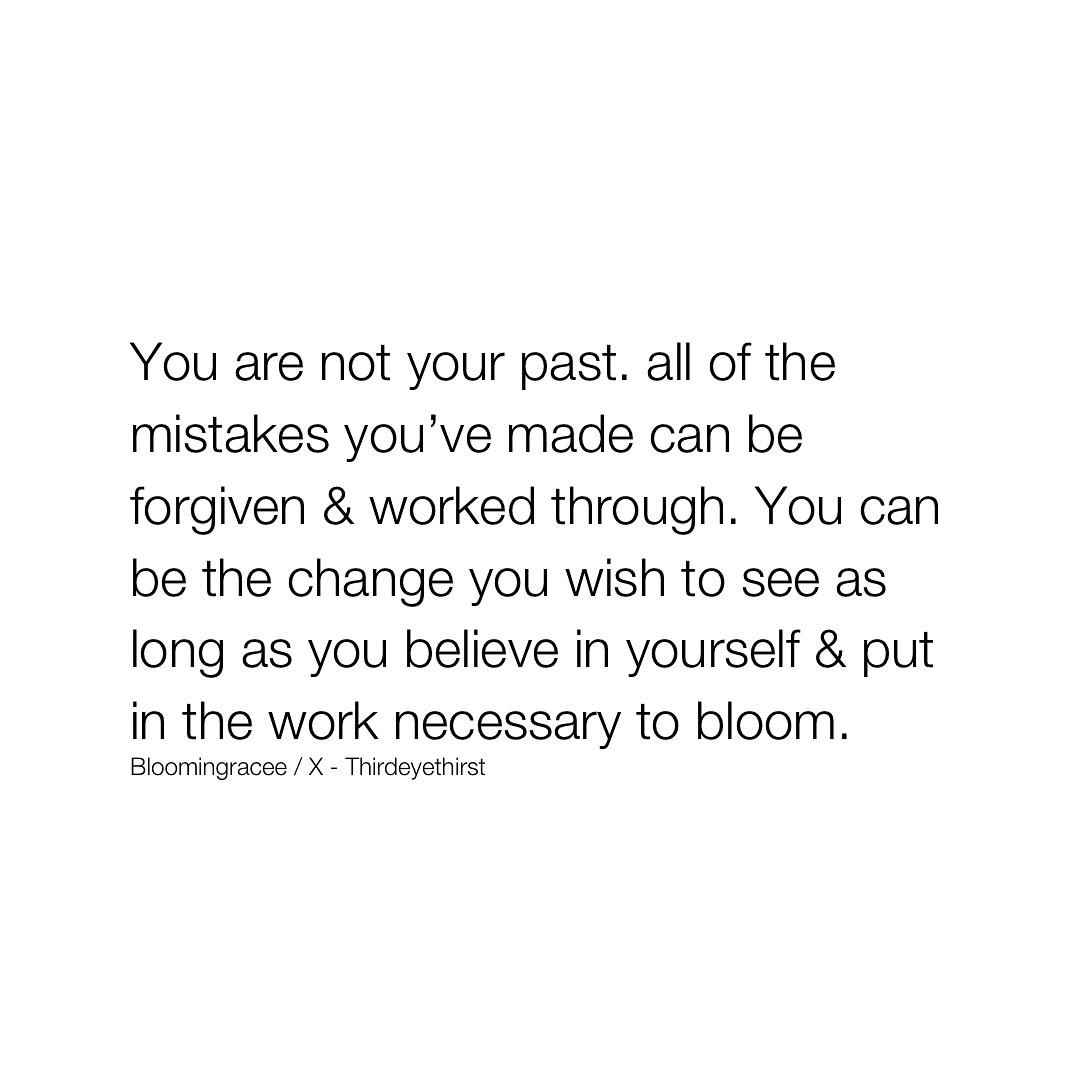 You are not your past. all of the
mistakes you’ve made can be
forgiven & worked through. You can
be the change you wish to see as
long as you believe in yourself & put
in the work necessary to bloom.
Bloomingracee / X - Thirdeyethirst